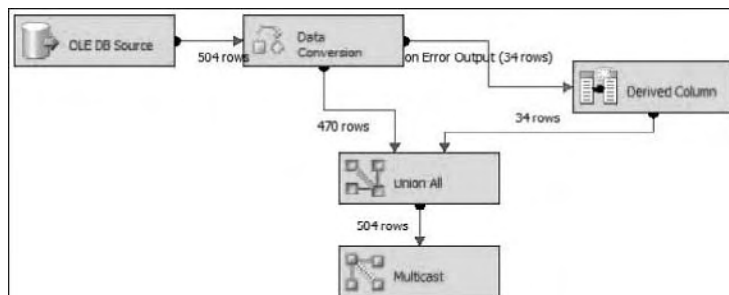 OLE DB Source
504 rows
Data
Conversion
on Error Output (34 rows)
Derived Column
470 rows
34 rows
Union All
504 rows
Multicast